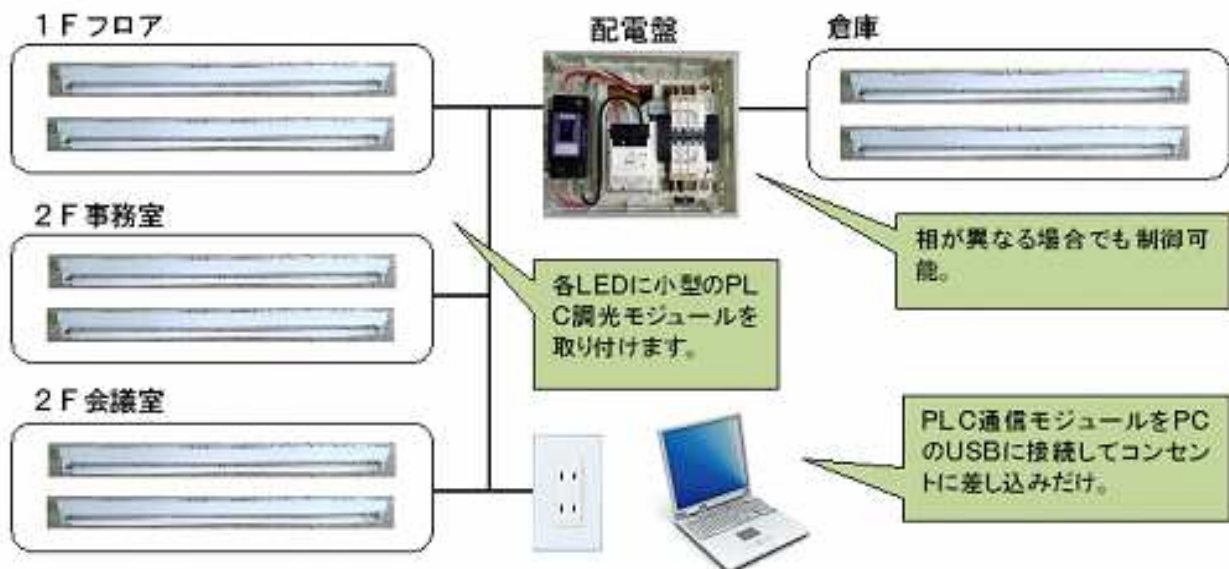 1Fフロア
配電盤
倉庫
2F事務室
相が異なる場合でも制御可
能。
各LEDに小型のPL
C調光モジュールを
取り付けます。
2F会議室
PLC通信モジュールをPC
のUSBに接続してコンセン
トに差し込みだけ。